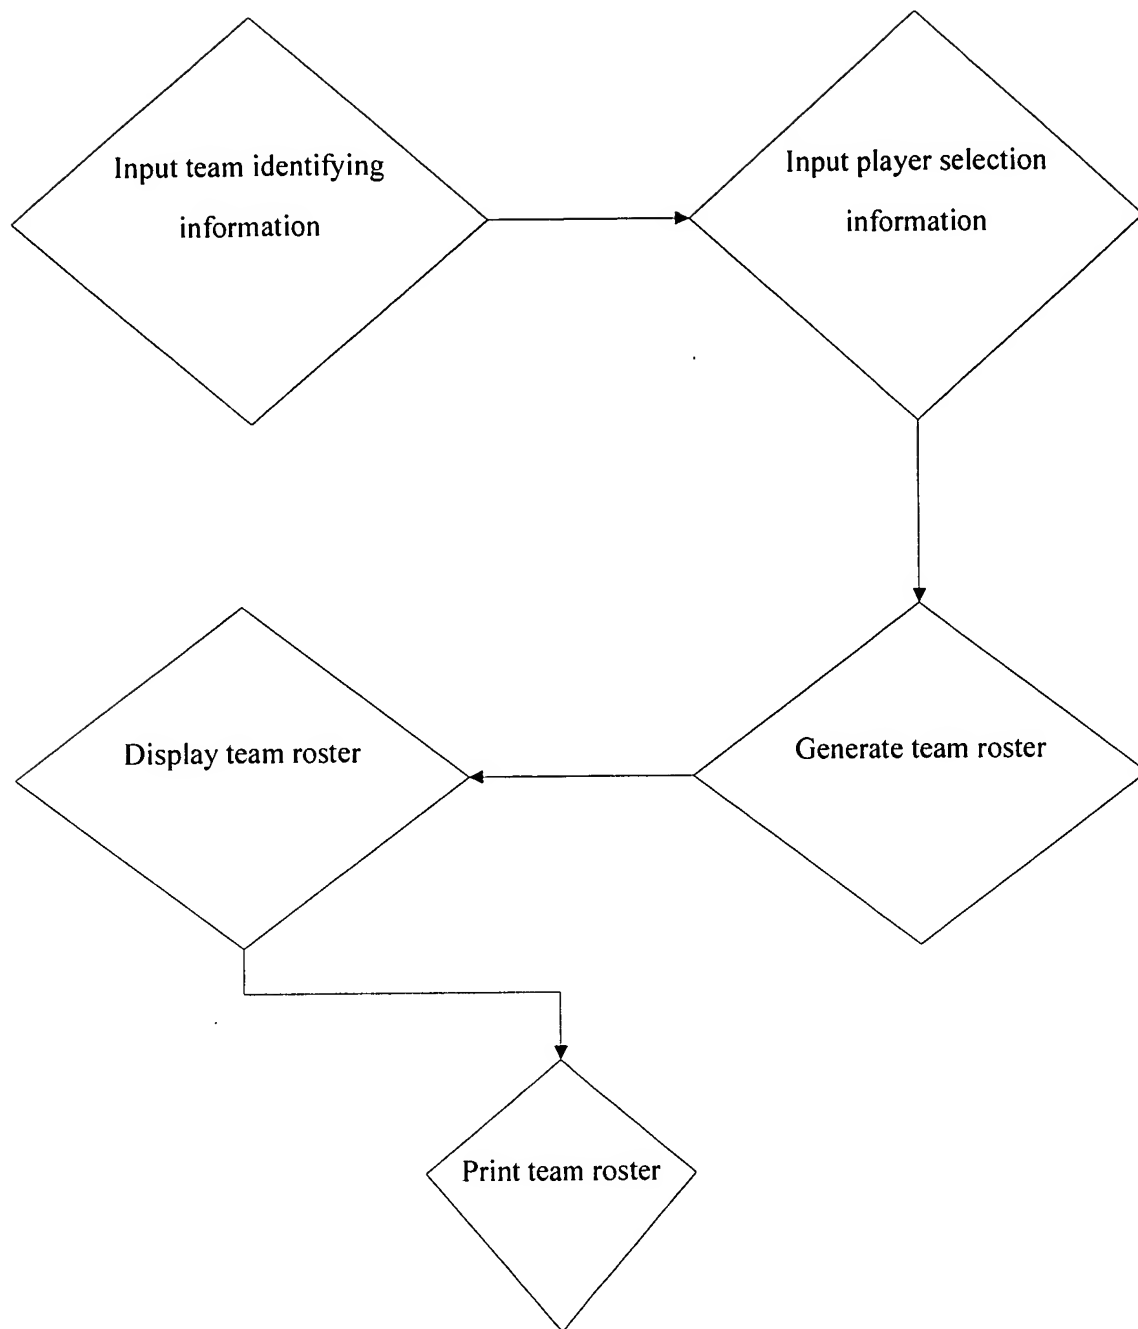 Input team identifying
information
Input player selection
information
Generate team roster
Display team roster
Print team roster